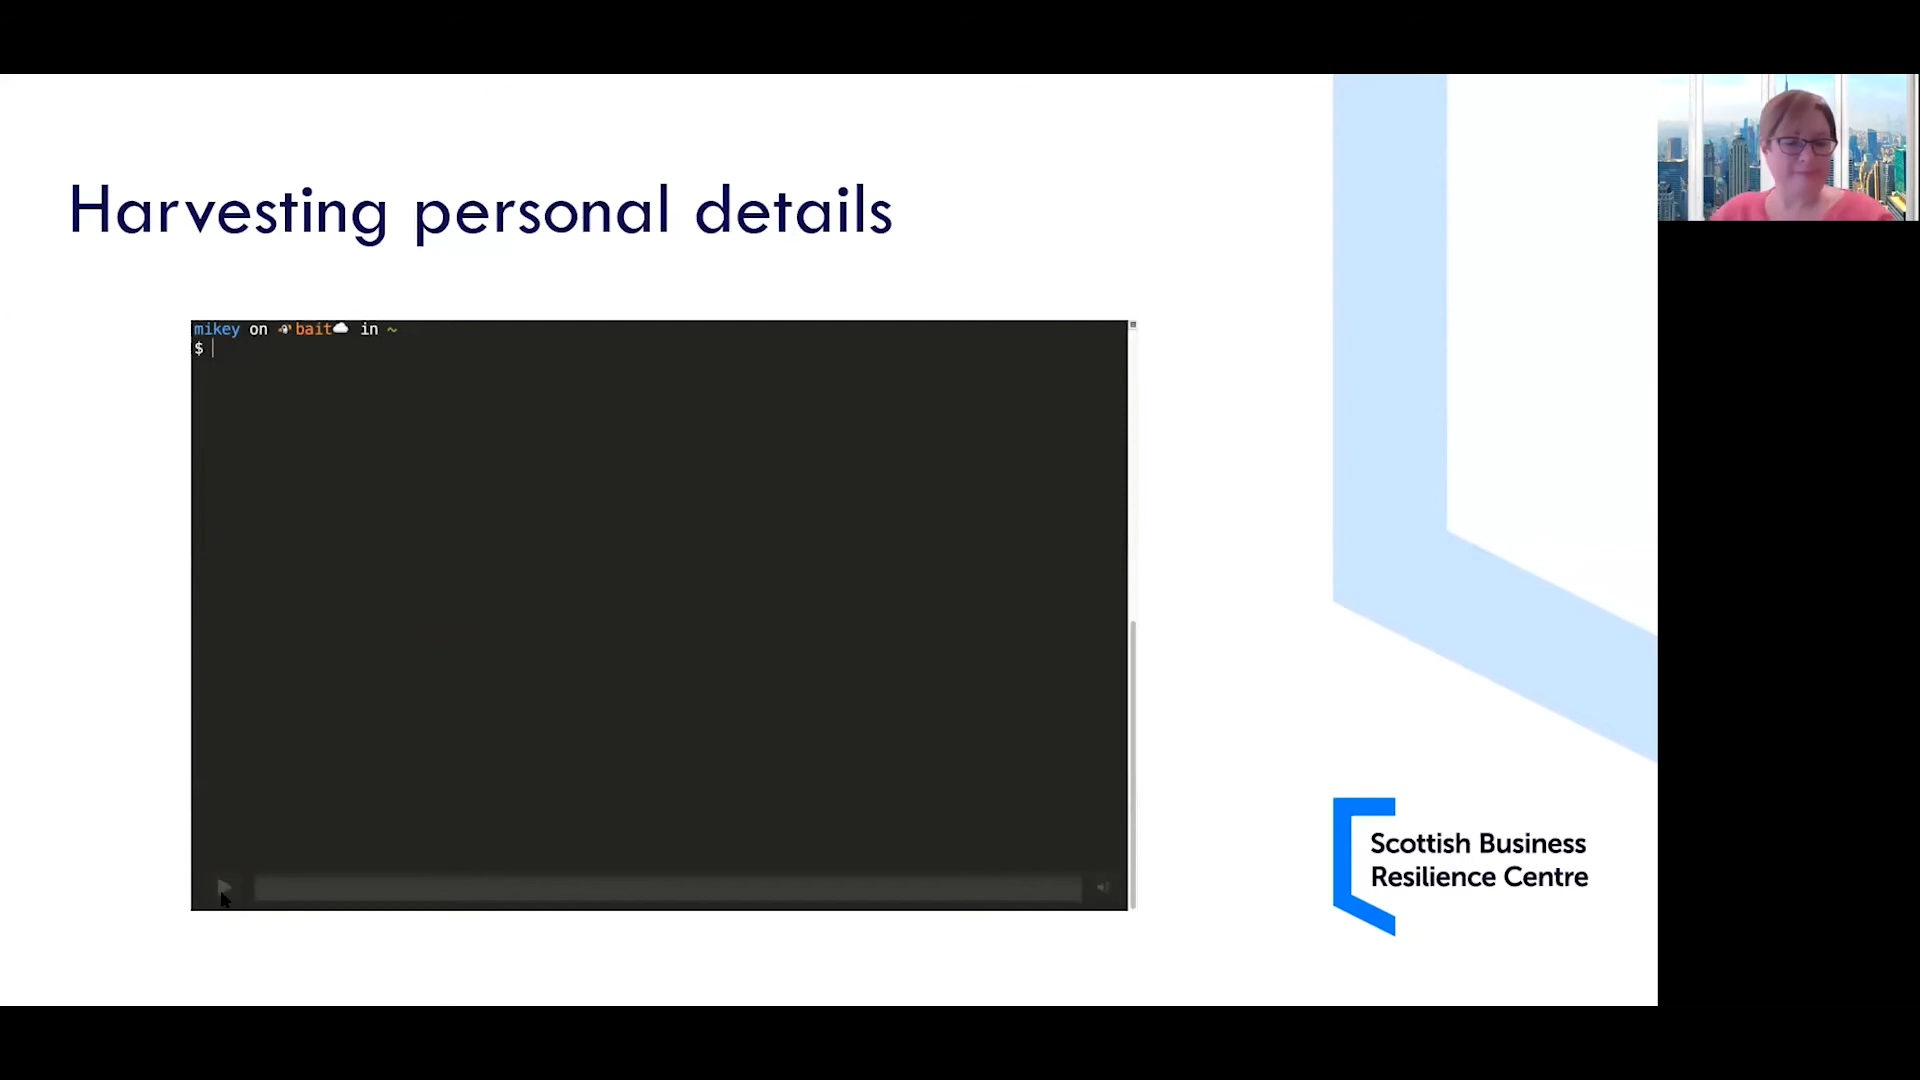 Harvesting personal details
mikey on bait in ~
$
Scottish Business
Resilience Centre